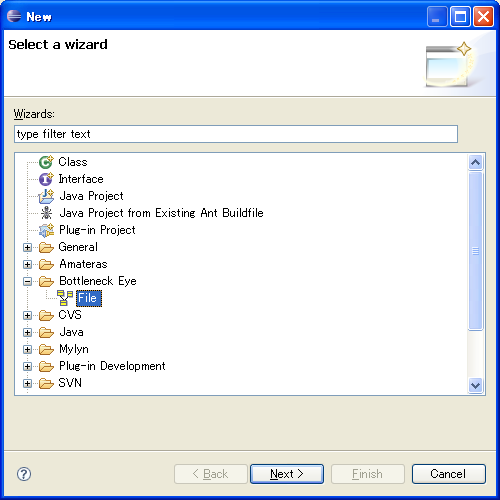 New
Select a wizard
Wizards:
type filter text
Class
Interface
Java Project
Java Project from Existing Ant Buildfile
Plug-in Project
General
Amateras
Bottleneck Eye
File
CVS
Java
Mylyn
Plug-in Development
SVN
< Back Next > Finish Cancel